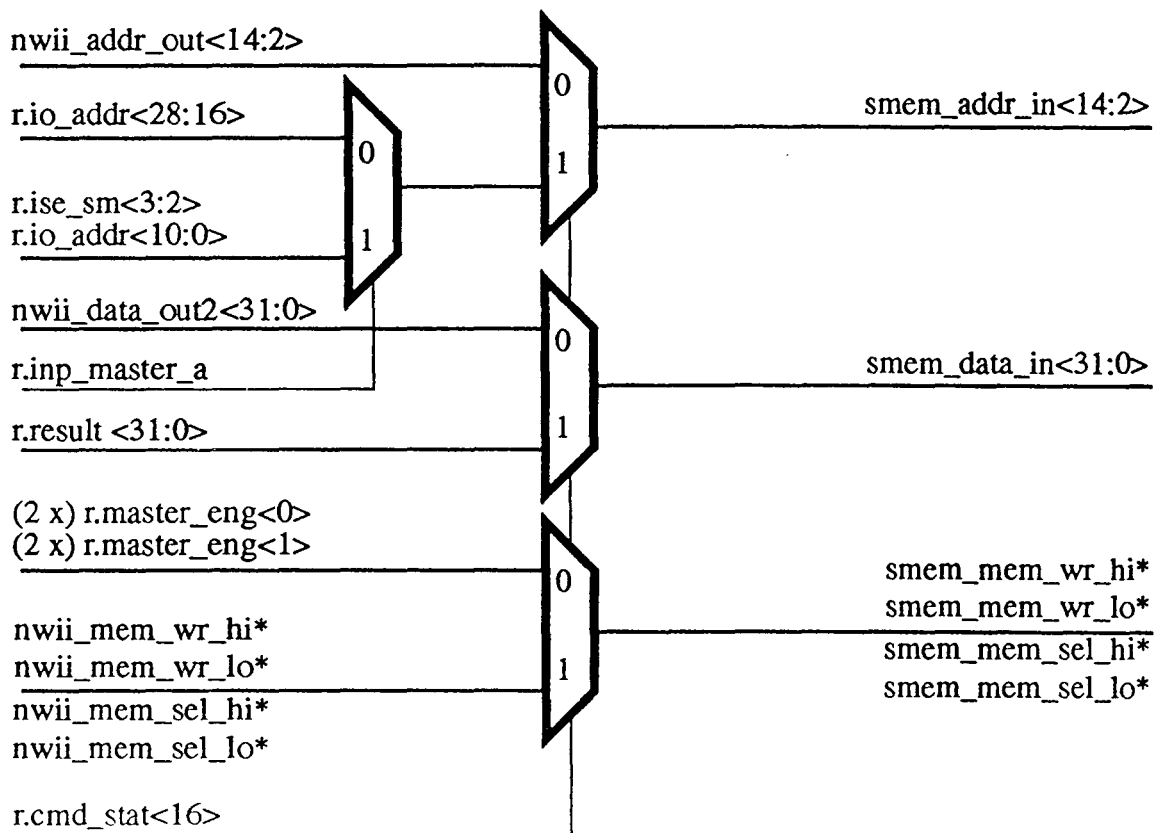 nwii_addr_out<14:2>
0
r.io_addr<28:16>
smem_addr_in<14:2>
0
1
r.ise_sm<3:2>
r.io_addr<10:0>
1
nwii_data_out2<31:0>
0
r.inp_master_a
smem_data_in<31:0>
r.result <31:0>
1
(2 x) r.master_eng<0>
(2 x) r.master_eng<1>
0
smem_mem_wr_hi*
smem_mem_wr_lo*
nwii_mem_wr_hi*
smem_mem_sel_hi*
nwii_mem_wr_lo*
1
smem_mem_sel_lo*
nwii_mem_sel_hi*
nwii_mem_sel_lo*
r.cmd_stat<16>